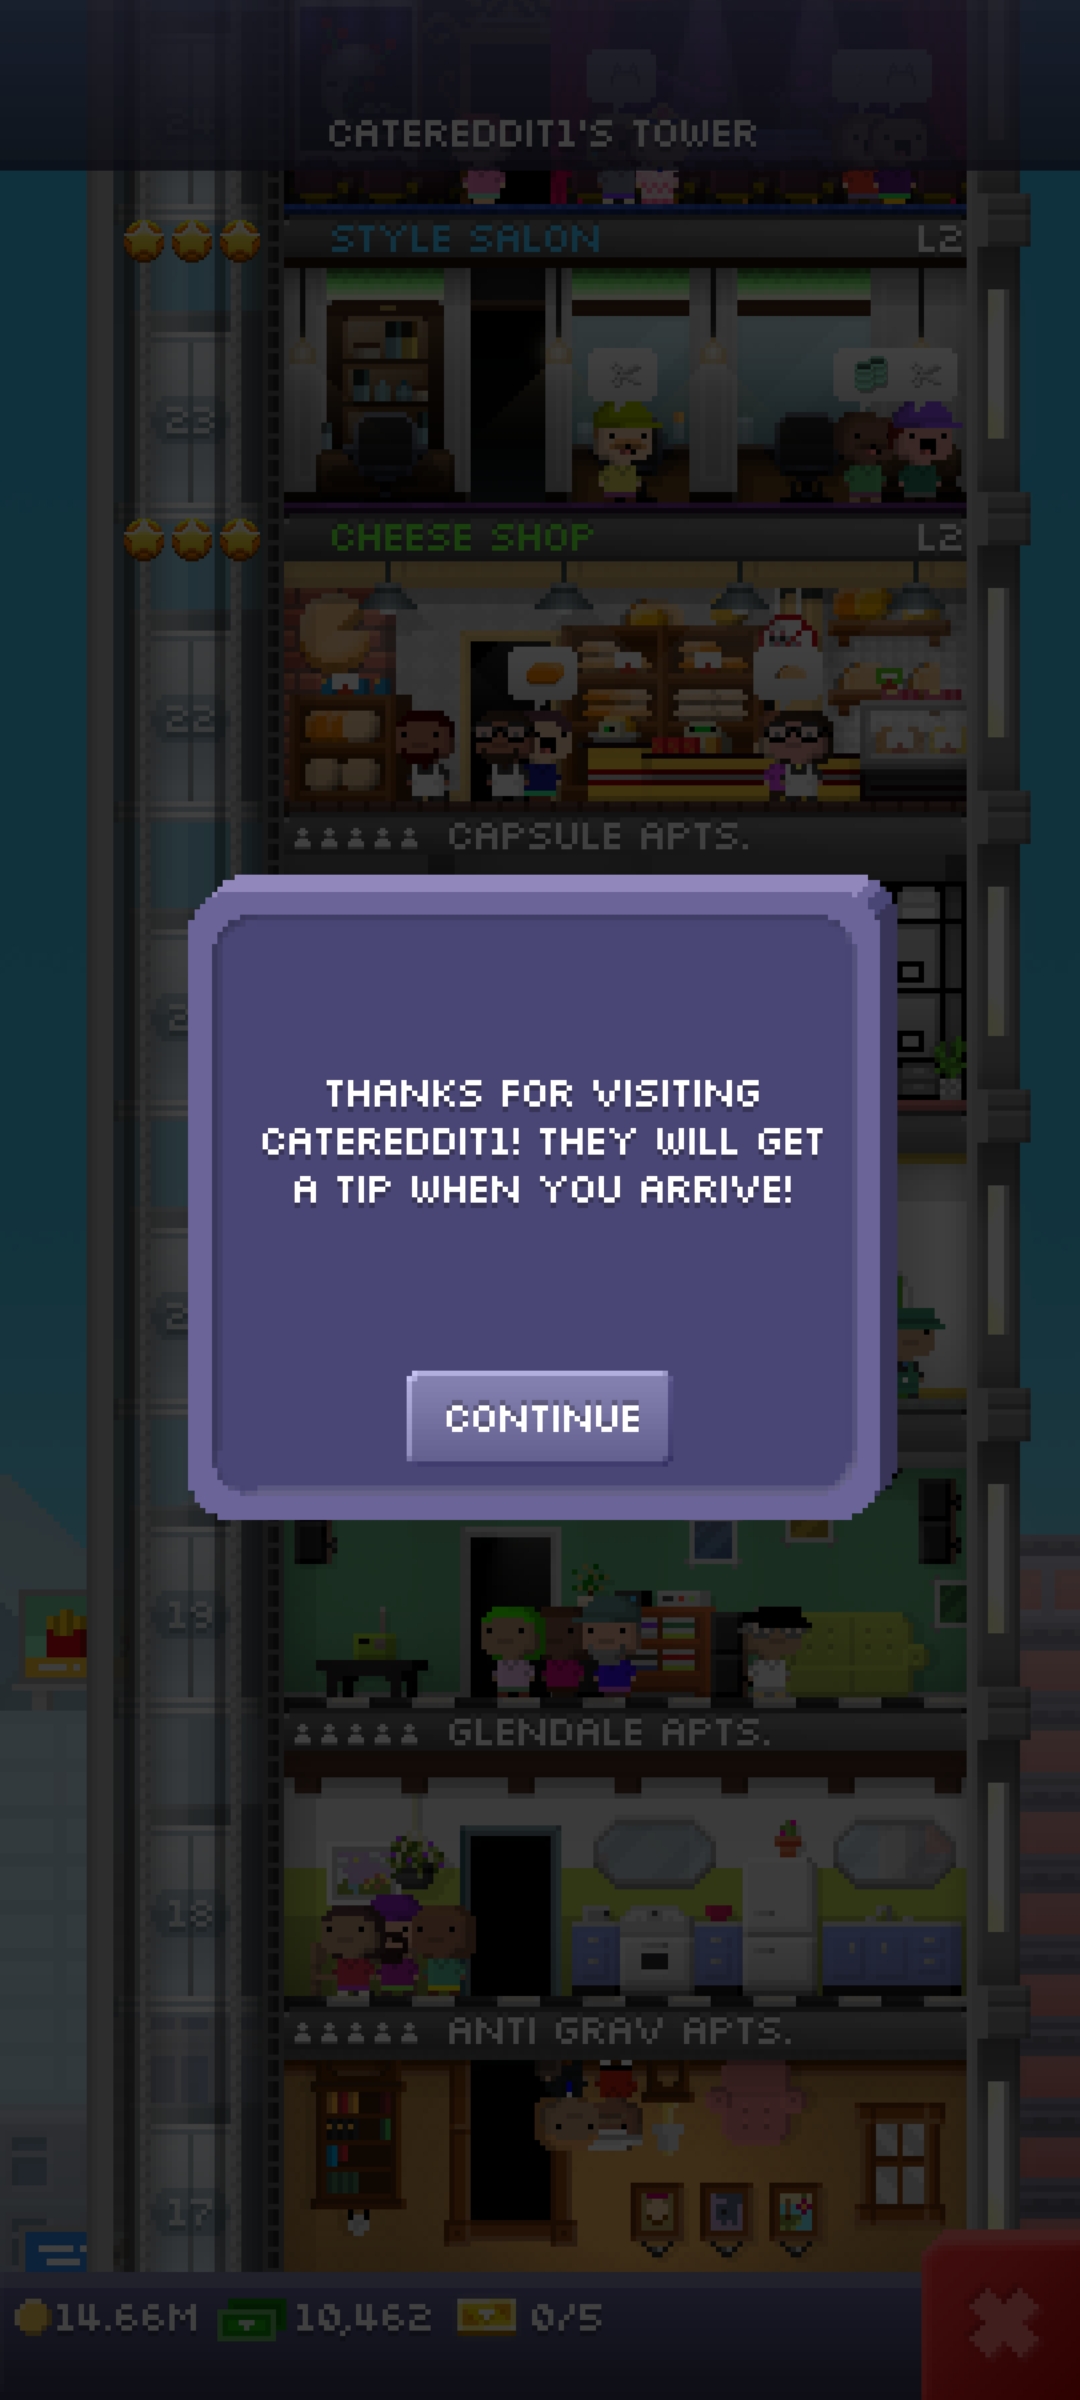 CATEREDDIT1'S TOWER
STYLE SALON L2
23
CHEESE SHOP L2
22
CAPSULE APTS.
THANKS FOR VISITING
CATEREDDIT1! THEY WILL GET
A TIP WHEN YOU ARRIVE!
CONTINUE
19
GLENDALE APTS.
18
ANTI GRAV APTS.
17
14.66M 10,462 0/5